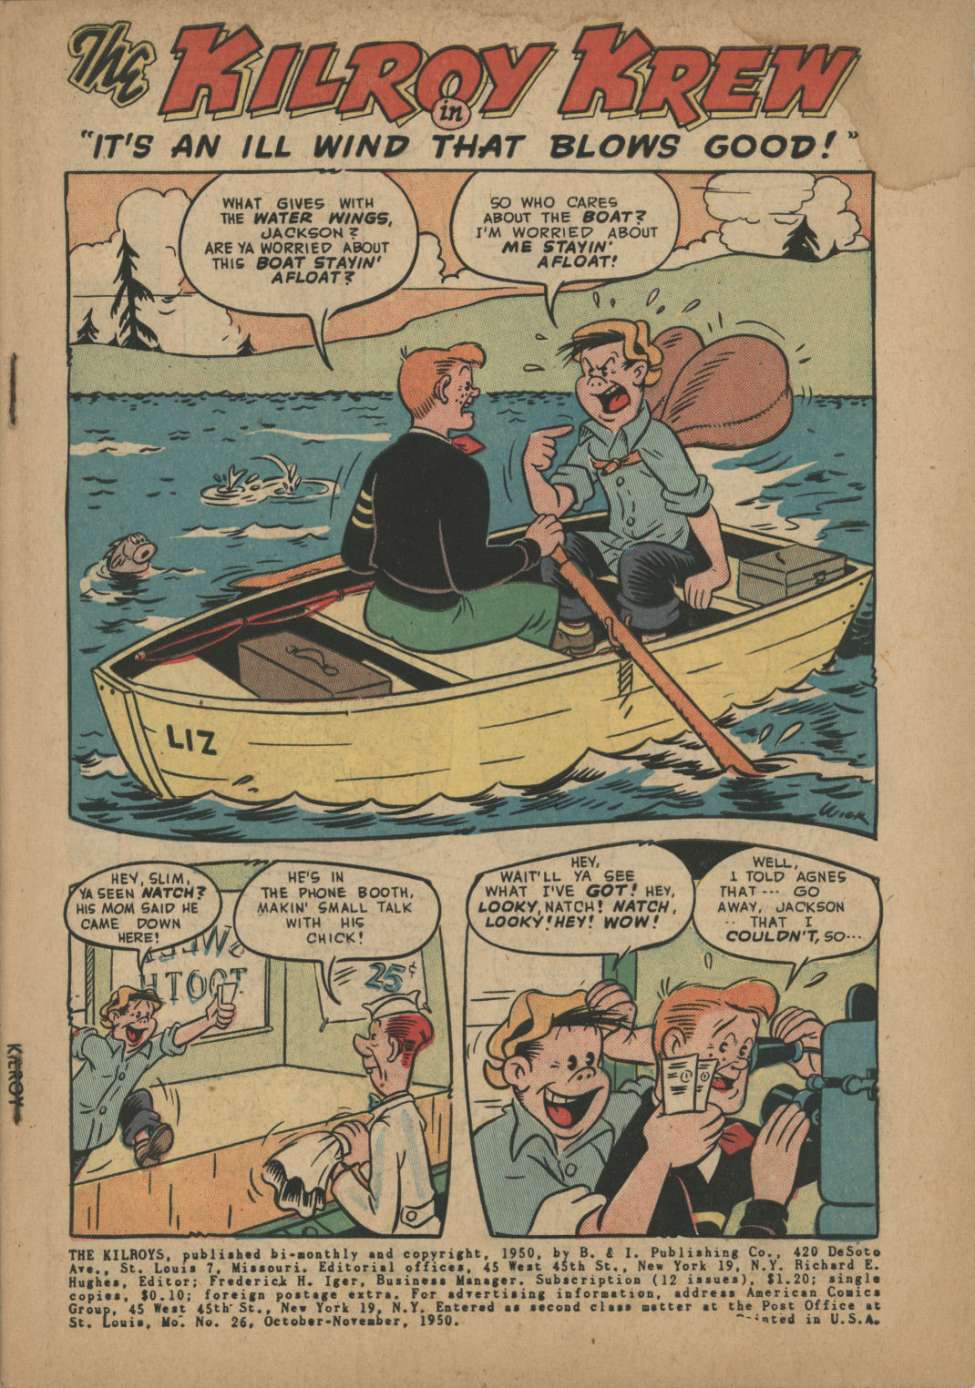 The KILROY KREW
in
"IT'S AN ILL WIND THAT BLOWS GOOD!"
WHAT GIVES WITH
THE WATER WINGS,
JACKSON?
ARE YA WORRIED ABOUT
THIS BOAT STAYIN'
AFLOAT?
SO WHO CARES
ABOUT THE BOAT?
I'M WORRIED ABOUT
ME STAYIN'
AFLOAT!
LIZ
WICK
HEY, SLIM,
YA SEEN NATCH?
HIS MOM SAID HE
CAME DOWN
HERE!
HE'S IN
THE PHONE BOOTH,
MAKIN' SMALL TALK
WITH HIS
CHICK!
25¢
HEY,
WAIT'LL YA SEE
WHAT I'VE GOT! HEY,
LOOKY, NATCH! NATCH,
LOOKY! HEY! WOW!
WELL,
I TOLD AGNES
THAT--- GO
AWAY, JACKSON
-- THAT I
COULDN'T, SO---
KILROY
THE KILROYS, published bi-monthly and copyright, 1950, by B. & I. Publishing Co., 420 DeSoto
Ave., St. Louis 7, Missouri. Editorial offices, 45 West 45th St., New York 19, N.Y. Richard E.
Hughes, Editor; Frederick H. Iger, Business Manager. Subscription (12 issues), $1.20; single
copies, $0.10; foreign postage extra. For advertising information, address American Comics
Group, 45 West 45th St., New York 19, N.Y. Entered as second class matter at the Post Office at
St. Louis, Mo. No. 26, October-November, 1950. Printed in U.S.A.